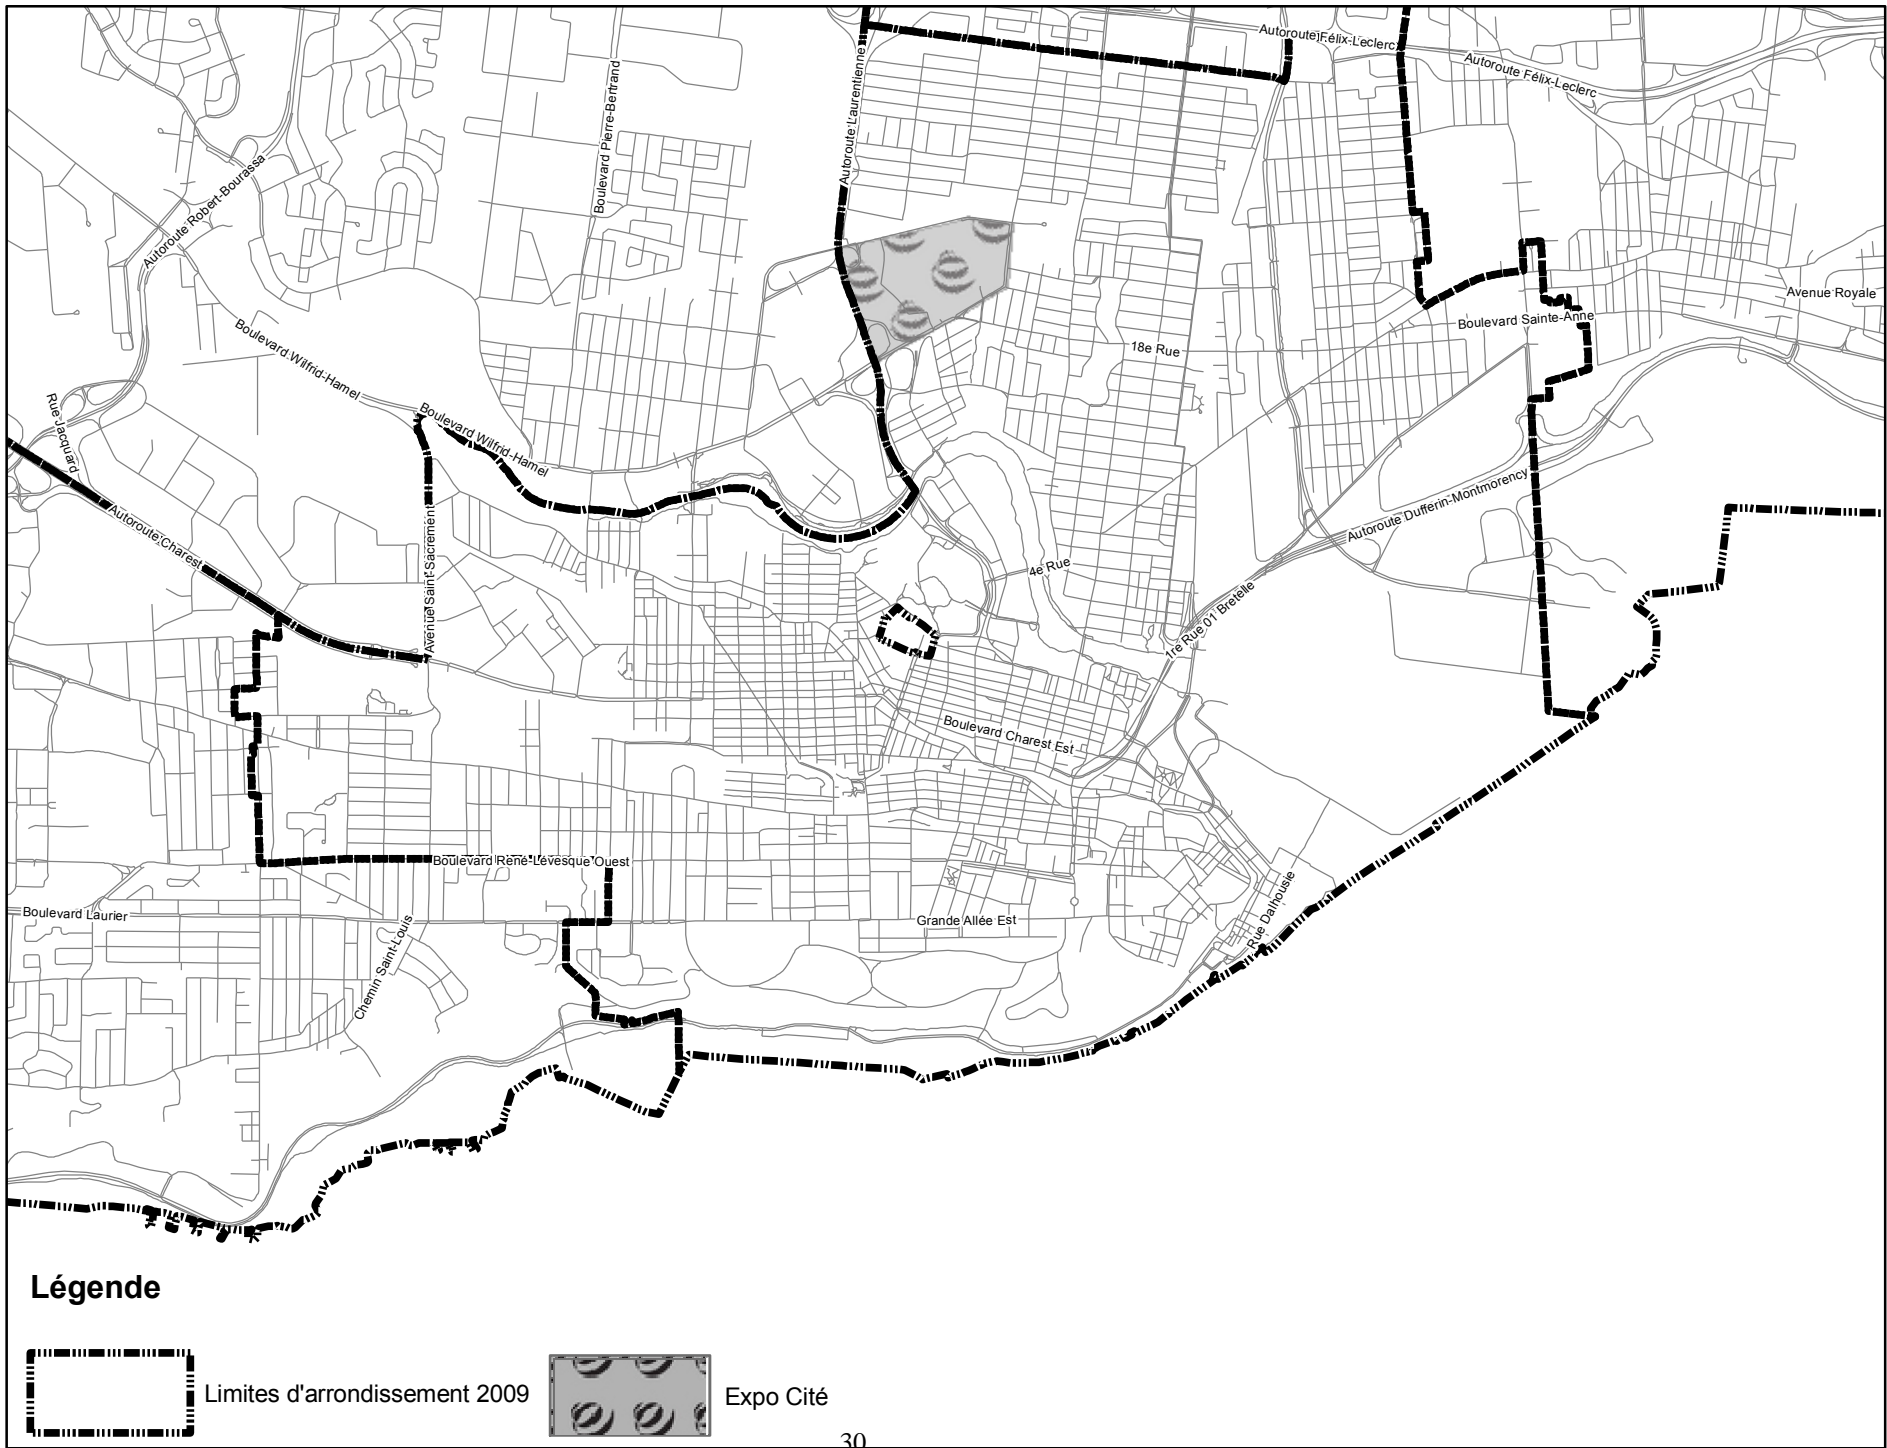 Autoroute Félix-Leclerc
Autoroute Félix-Leclerc
Autoroute Laurentienne
Boulevard Pierre-Bertrand
Autoroute Robert-Bourassa
Avenue Royale
Boulevard Sainte-Anne
Boulevard Wilfrid-Hamel
18e Rue
Rue Jacquard
Boulevard Wilfrid-Hamel
Autoroute Charest
Autoroute Dufferin-Montmorency
Avenue Saint-Sacrement
4e Rue
1re Rue 01 Bretelle
Boulevard Charest Est
Boulevard René-Lévesque Ouest
Boulevard Laurier
Grande Allée Est
Rue Dalhousie
Chemin Saint-Louis
Légende
Limites d'arrondissement 2009
Expo Cité
30